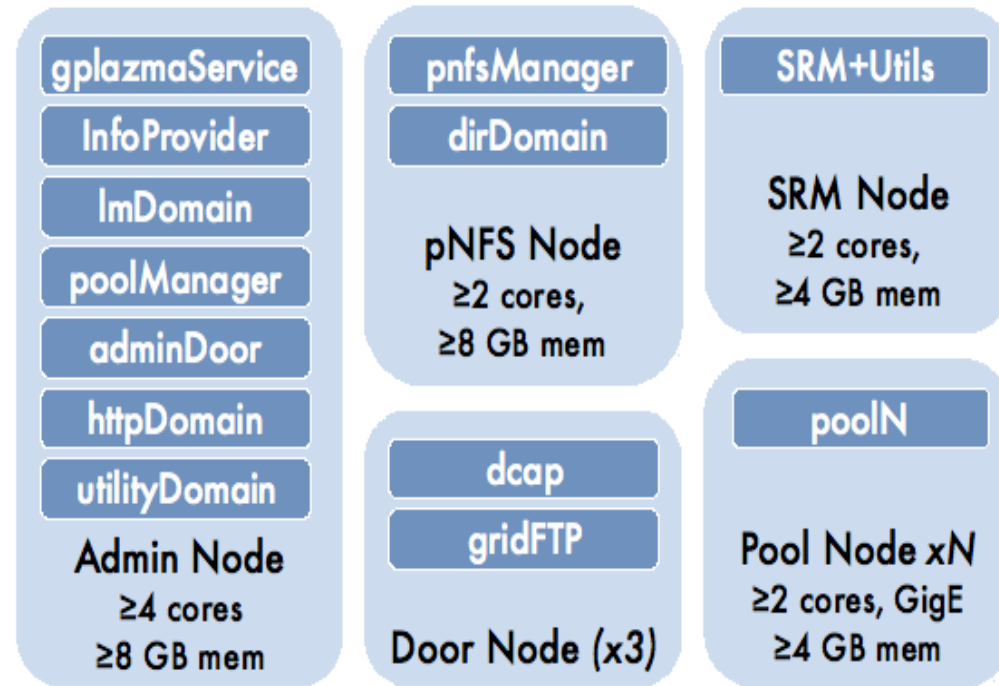 gplazmaService
InfoProvider
lmDomain
poolManager
adminDoor
httpDomain
utilityDomain
Admin Node
≥4 cores
≥8 GB mem
pnfsManager
dirDomain
pNFS Node
≥2 cores,
≥8 GB mem
dcap
gridFTP
Door Node (x3)
SRM+Utils
SRM Node
≥2 cores,
≥4 GB mem
poolN
Pool Node xN
≥2 cores, GigE
≥4 GB mem